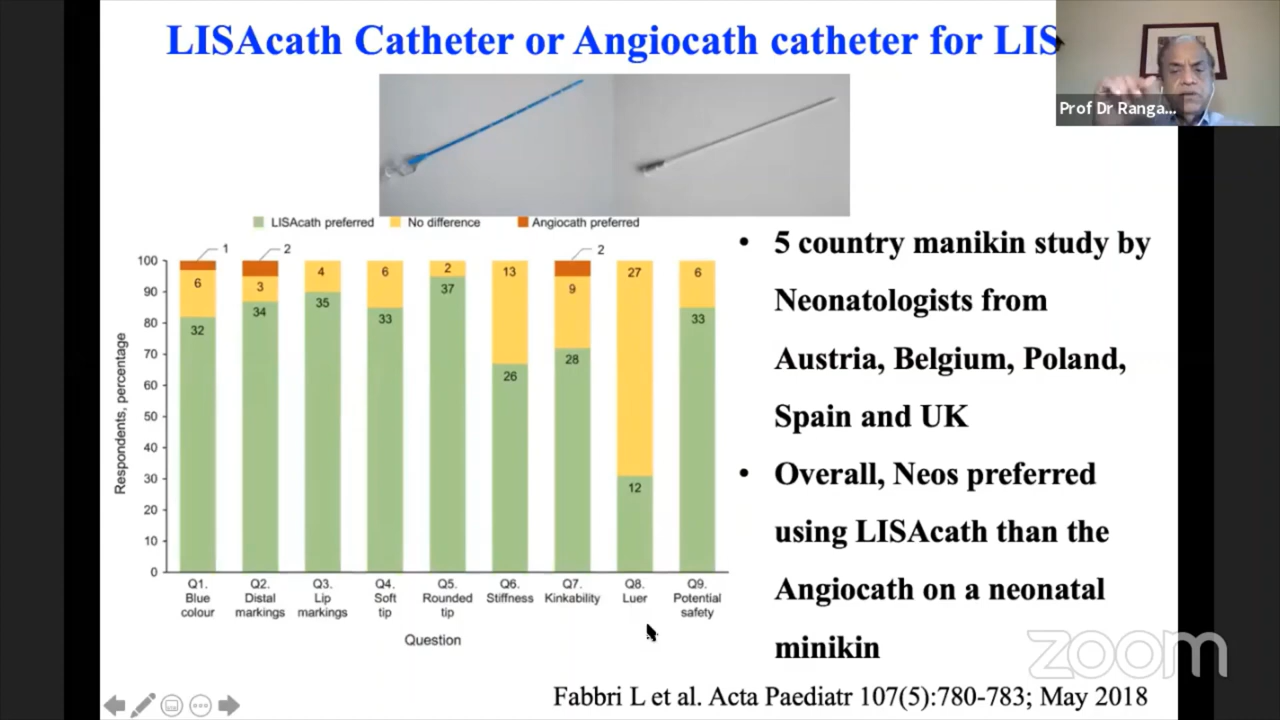 LISAcath Catheter or Angiocath catheter for LIS
Prof Dr Ranga...
LISAcath preferred
No difference
Angiocath preferred
Respondents, percentage
100
90
80
70
60
50
40
30
20
10
0
1
6
32
2
3
34
4
35
6
33
2
37
13
26
2
9
28
27
12
6
33
Q1.
Blue
colour
Q2.
Distal
markings
Q3.
Lip
markings
Q4.
Soft
tip
Q5.
Rounded
tip
Q6.
Stiffness
Q7.
Kinkability
Q8.
Luer
Q9.
Potential
safety
Question
• 5 country manikin study by
Neonatologists from
Austria, Belgium, Poland,
Spain and UK
• Overall, Neos preferred
using LISAcath than the
Angiocath on a neonatal
minikin
zoom
Fabbri L et al. Acta Paediatr 107(5):780-783; May 2018